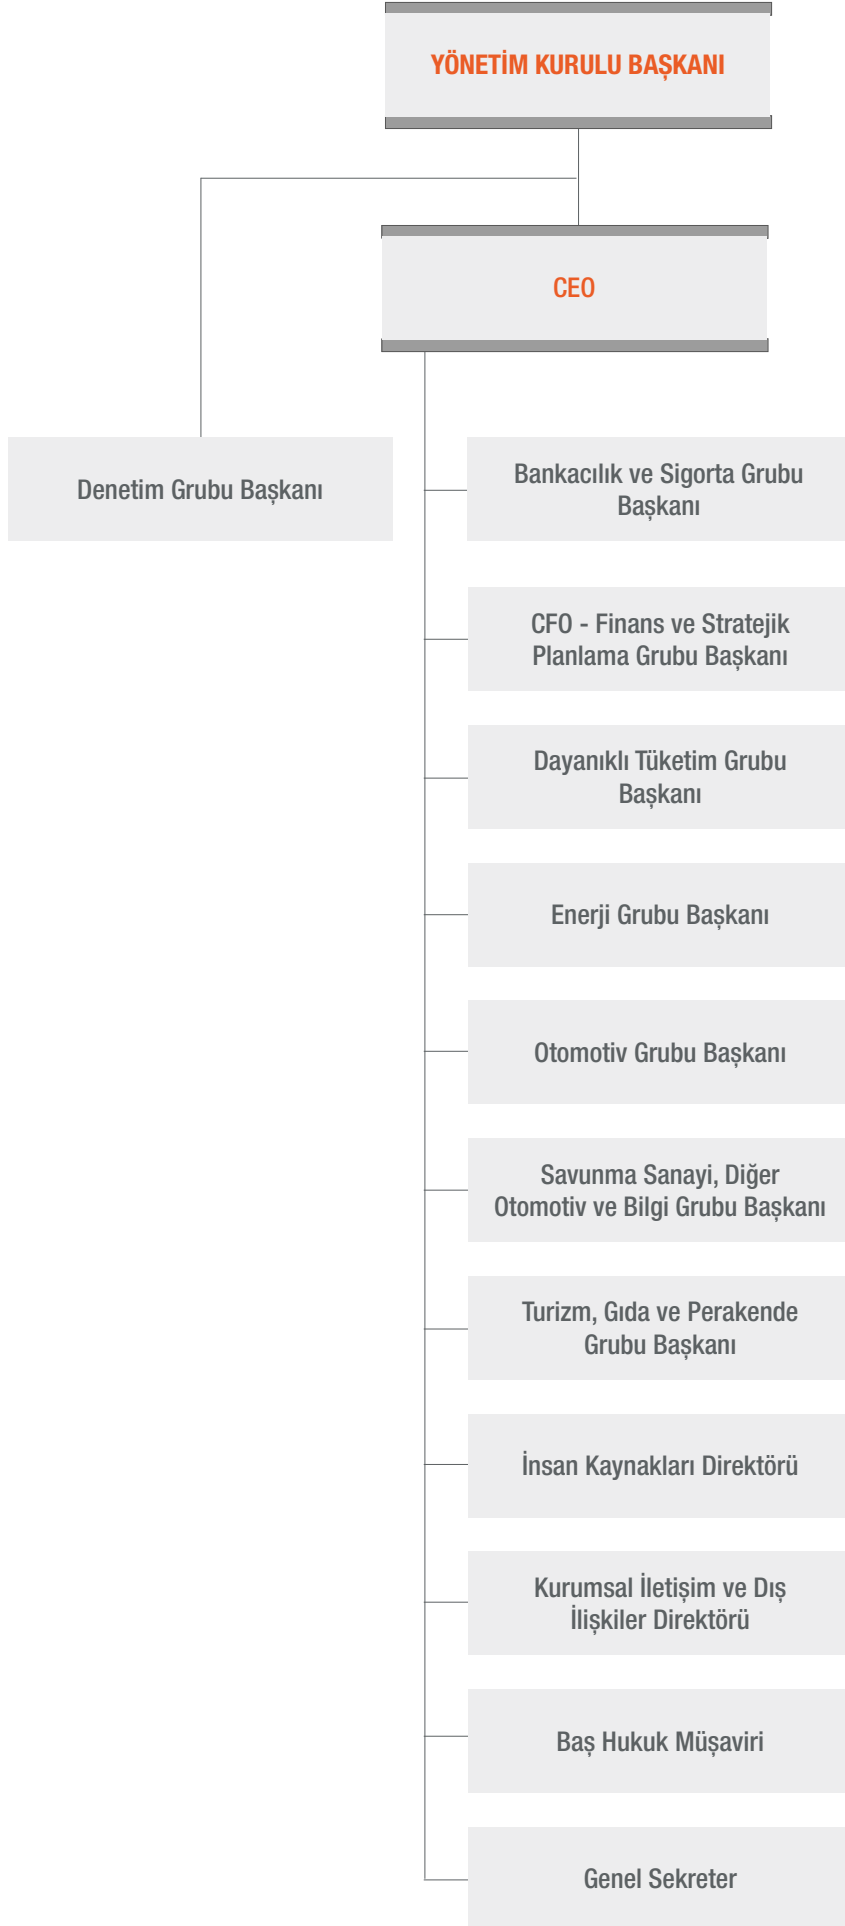 YÖNETİM KURULU BAŞKANI
CEO
Denetim Grubu Başkanı
Bankacılık ve Sigorta Grubu
Başkanı
CFO - Finans ve Stratejik
Planlama Grubu Başkanı
Dayanıklı Tüketim Grubu
Başkanı
Enerji Grubu Başkanı
Otomotiv Grubu Başkanı
Savunma Sanayi, Diğer
Otomotiv ve Bilgi Grubu Başkanı
Turizm, Gıda ve Perakende
Grubu Başkanı
İnsan Kaynakları Direktörü
Kurumsal İletişim ve Dış
İlişkiler Direktörü
Baş Hukuk Müşaviri
Genel Sekreter